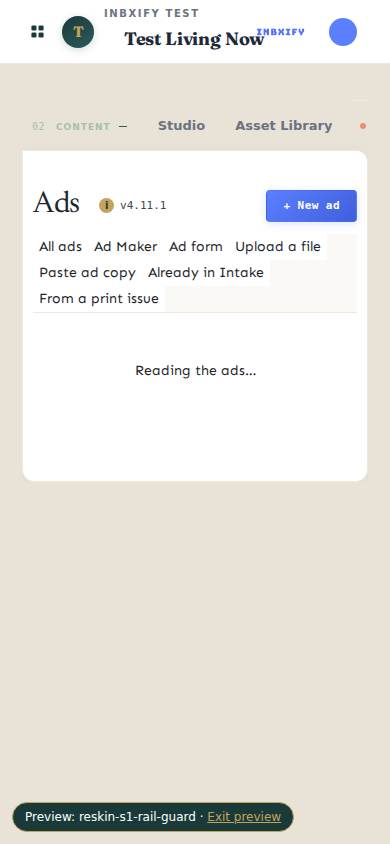 INBXIFY TEST
T
Test Living Now
INBXIFY
02 CONTENT — Studio Asset Library
Ads i v4.11.1 + New ad
All ads Ad Maker Ad form Upload a file
Paste ad copy Already in Intake
From a print issue
Reading the ads...
Preview: reskin-s1-rail-guard · Exit preview